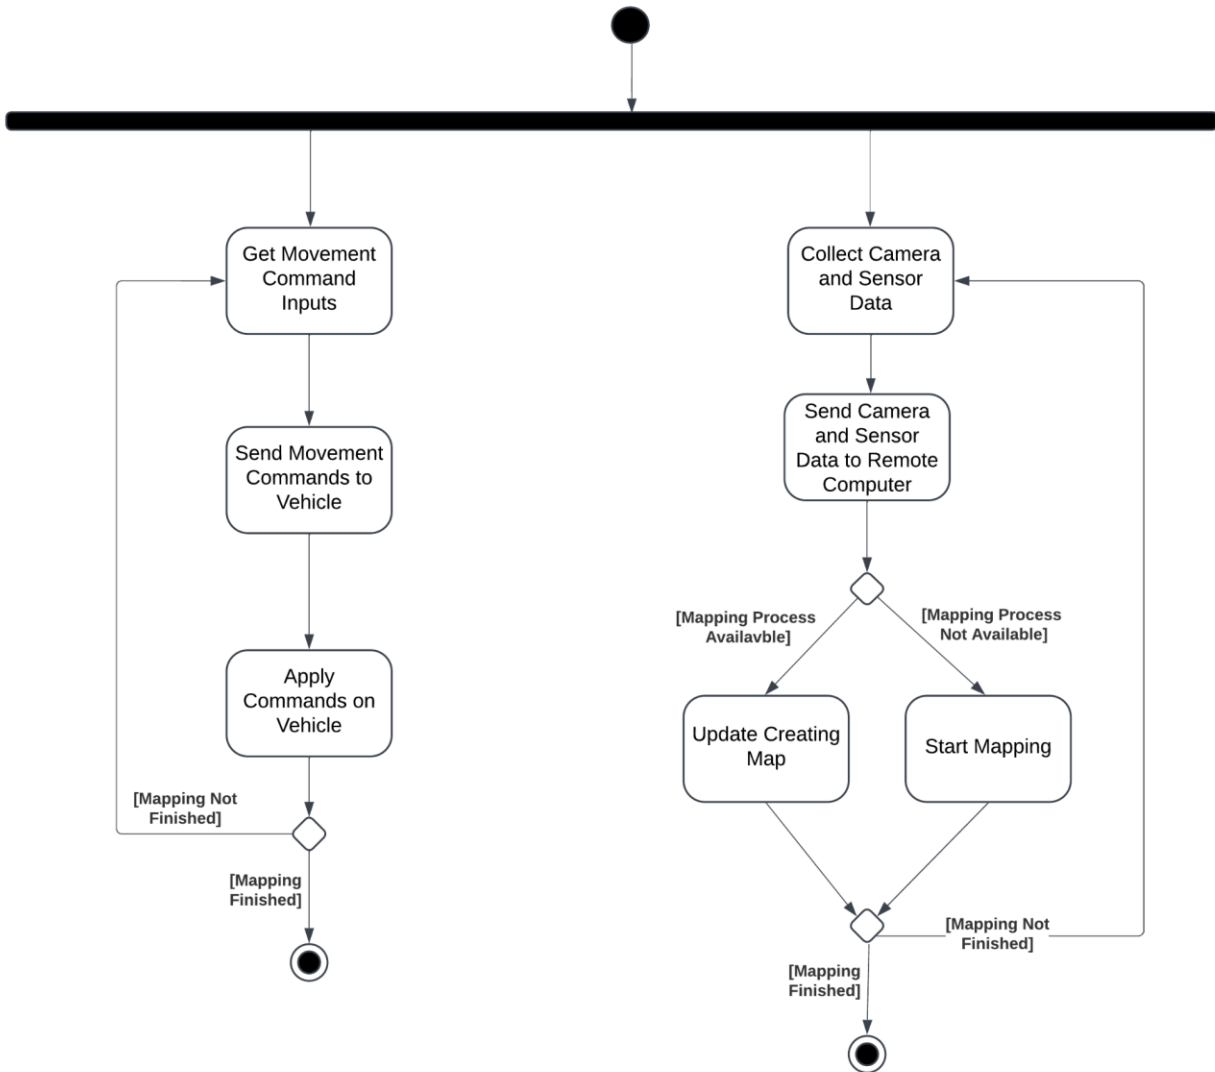 Get Movement
Command
Inputs
Send Movement
Commands to
Vehicle
Apply
Commands on
Vehicle
[Mapping Not
Finished]
[Mapping
Finished]
Collect Camera
and Sensor
Data
Send Camera
and Sensor
Data to Remote
Computer
[Mapping Process
Availavble]
[Mapping Process
Not Available]
Update Creating
Map
Start Mapping
[Mapping Not
Finished]
[Mapping
Finished]